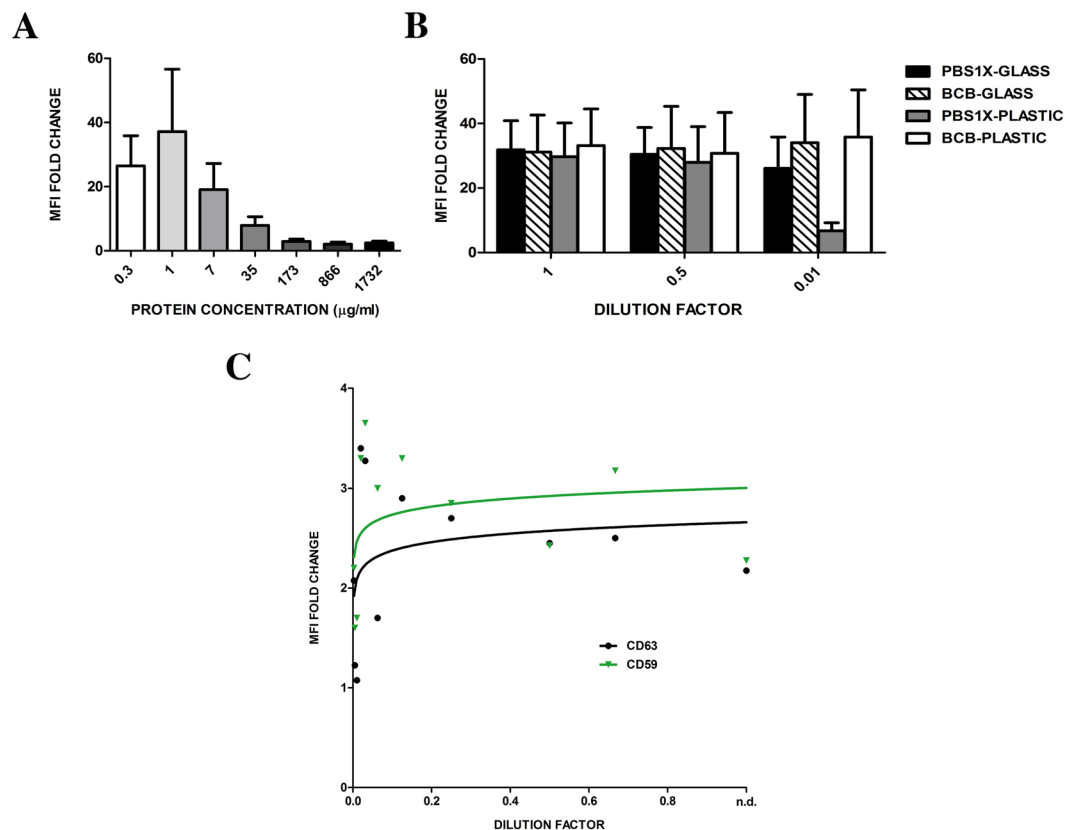 A
60
40
20
0
MFI FOLD CHANGE
0.3 1 7 35 173 866 1732
PROTEIN CONCENTRATION (μg/ml)
B
60
40
20
0
MFI FOLD CHANGE
1 0.5 0.01
DILUTION FACTOR
PBS1X-GLASS
BCB-GLASS
PBS1X-PLASTIC
BCB-PLASTIC
C
4
3
2
1
0
MFI FOLD CHANGE
CD63
CD59
0.0 0.2 0.4 0.6 0.8 n.d.
DILUTION FACTOR